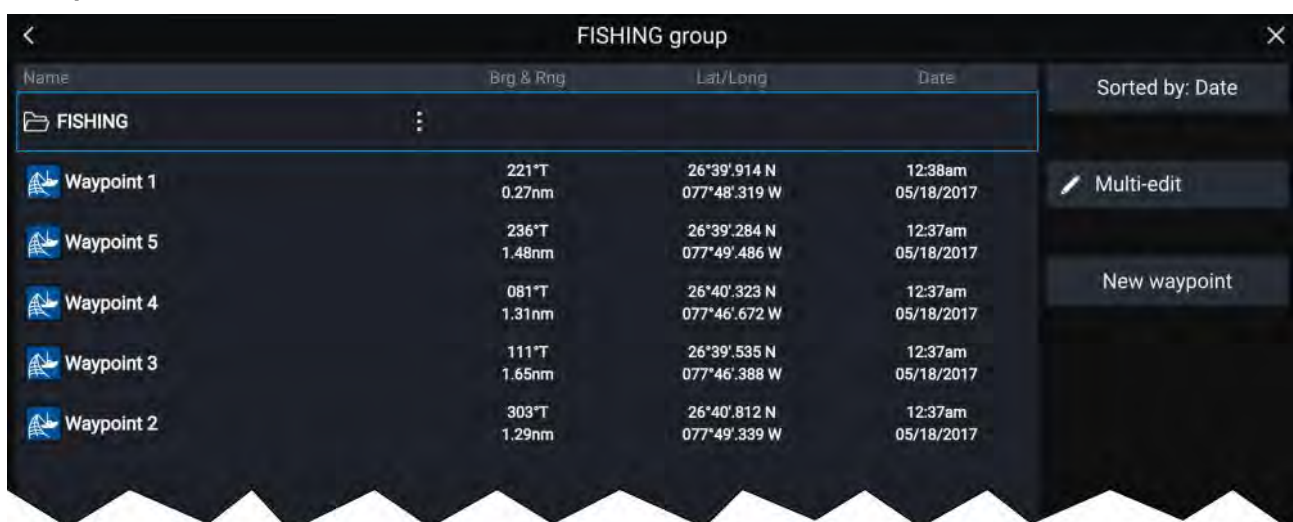 FISHING group
Name Brg & Rng Lat/Long Date
Sorted by: Date
FISHING
Waypoint 1 221°T 26°39'.914 N 12:38am
0.27nm 077°48'.319 W 05/18/2017
Multi-edit
Waypoint 5 236°T 26°39'.284 N 12:37am
1.48nm 077°49'.486 W 05/18/2017
New waypoint
Waypoint 4 081°T 26°40'.323 N 12:37am
1.31nm 077°46'.672 W 05/18/2017
Waypoint 3 111°T 26°39'.535 N 12:37am
1.65nm 077°46'.388 W 05/18/2017
Waypoint 2 303°T 26°40'.812 N 12:37am
1.29nm 077°49'.339 W 05/18/2017